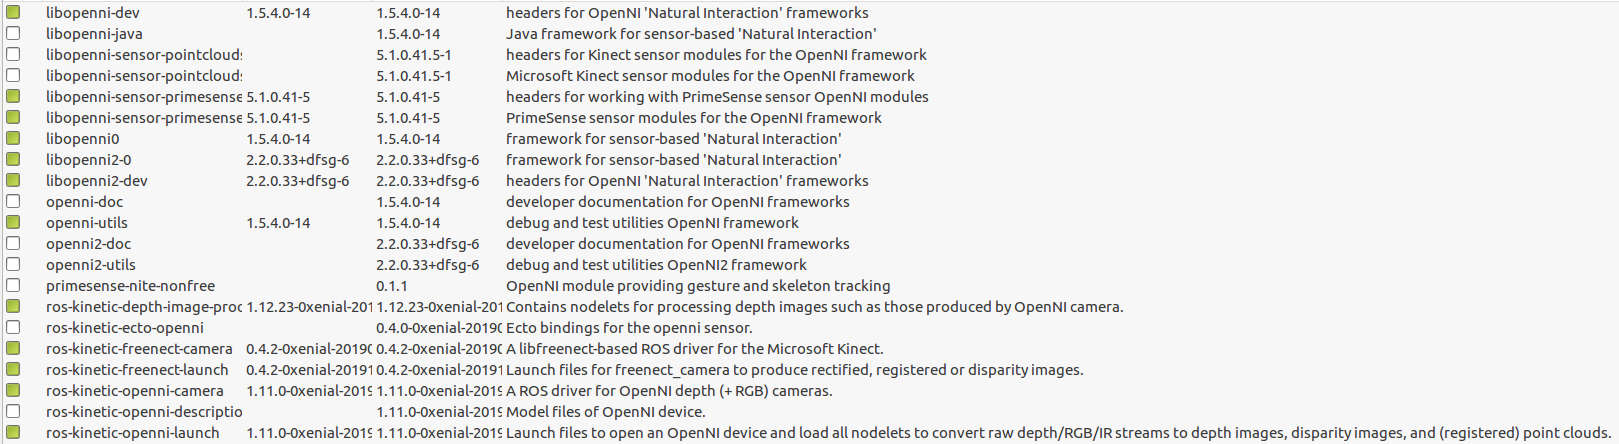 libopenni-dev 1.5.4.0-14 1.5.4.0-14 headers for OpenNI 'Natural Interaction' frameworks
libopenni-java 1.5.4.0-14 Java framework for sensor-based 'Natural Interaction'
libopenni-sensor-pointclouds 5.1.0.41.5-1 headers for Kinect sensor modules for the OpenNI framework
libopenni-sensor-pointclouds 5.1.0.41.5-1 Microsoft Kinect sensor modules for the OpenNI framework
libopenni-sensor-primesense 5.1.0.41-5 5.1.0.41-5 headers for working with PrimeSense sensor OpenNI modules
libopenni-sensor-primesense 5.1.0.41-5 5.1.0.41-5 PrimeSense sensor modules for the OpenNI framework
libopenni0 1.5.4.0-14 1.5.4.0-14 framework for sensor-based 'Natural Interaction'
libopenni2-0 2.2.0.33+dfsg-6 2.2.0.33+dfsg-6 framework for sensor-based 'Natural Interaction'
libopenni2-dev 2.2.0.33+dfsg-6 2.2.0.33+dfsg-6 headers for OpenNI 'Natural Interaction' frameworks
openni-doc 1.5.4.0-14 developer documentation for OpenNI frameworks
openni-utils 1.5.4.0-14 1.5.4.0-14 debug and test utilities OpenNI framework
openni2-doc 2.2.0.33+dfsg-6 developer documentation for OpenNI frameworks
openni2-utils 2.2.0.33+dfsg-6 debug and test utilities OpenNI2 framework
primesense-nite-nonfree 0.1.1 OpenNI module providing gesture and skeleton tracking
ros-kinetic-depth-image-proc 1.12.23-0xenial-201 1.12.23-0xenial-201 Contains nodelets for processing depth images such as those produced by OpenNI camera.
ros-kinetic-ecto-openni 0.4.0-0xenial-20190 Ecto bindings for the openni sensor.
ros-kinetic-freenect-camera 0.4.2-0xenial-20190 0.4.2-0xenial-20190 A libfreenect-based ROS driver for the Microsoft Kinect.
ros-kinetic-freenect-launch 0.4.2-0xenial-20191 0.4.2-0xenial-20191 Launch files for freenect_camera to produce rectified, registered or disparity images.
ros-kinetic-openni-camera 1.11.0-0xenial-2019 1.11.0-0xenial-2019 A ROS driver for OpenNI depth (+ RGB) cameras.
ros-kinetic-openni-descriptio 1.11.0-0xenial-2019 Model files of OpenNI device.
ros-kinetic-openni-launch 1.11.0-0xenial-2019 1.11.0-0xenial-2019 Launch files to open an OpenNI device and load all nodelets to convert raw depth/RGB/IR streams to depth images, disparity images, and (registered) point clouds.